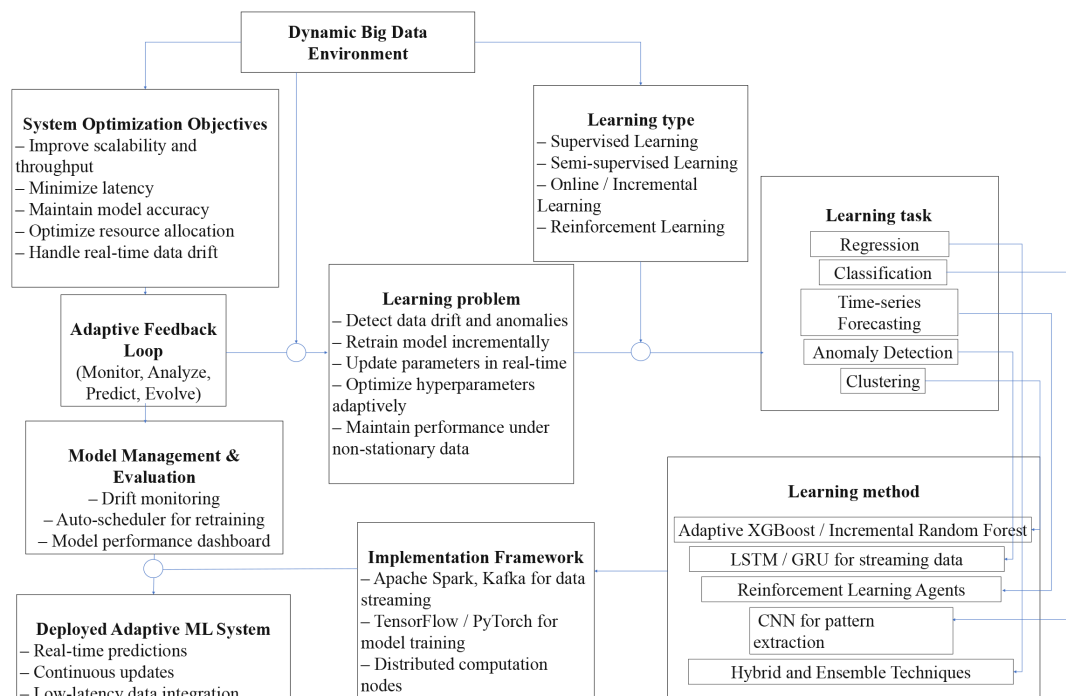 Dynamic Big Data
Environment
System Optimization Objectives
– Improve scalability and
throughput
– Minimize latency
– Maintain model accuracy
– Optimize resource allocation
– Handle real-time data drift
Learning type
– Supervised Learning
– Semi-supervised Learning
– Online / Incremental
Learning
– Reinforcement Learning
Learning task
Regression
Classification
Time-series
Forecasting
Anomaly Detection
Clustering
Adaptive Feedback
Loop
(Monitor, Analyze,
Predict, Evolve)
Learning problem
– Detect data drift and anomalies
– Retrain model incrementally
– Update parameters in real-time
– Optimize hyperparameters
adaptively
– Maintain performance under
non-stationary data
Model Management &
Evaluation
– Drift monitoring
– Auto-scheduler for retraining
– Model performance dashboard
Learning method
Adaptive XGBoost / Incremental Random Forest
LSTM / GRU for streaming data
Reinforcement Learning Agents
CNN for pattern
extraction
Hybrid and Ensemble Techniques
Implementation Framework
– Apache Spark, Kafka for data
streaming
– TensorFlow / PyTorch for
model training
– Distributed computation
nodes
Deployed Adaptive ML System
– Real-time predictions
– Continuous updates
– Low-latency data integration